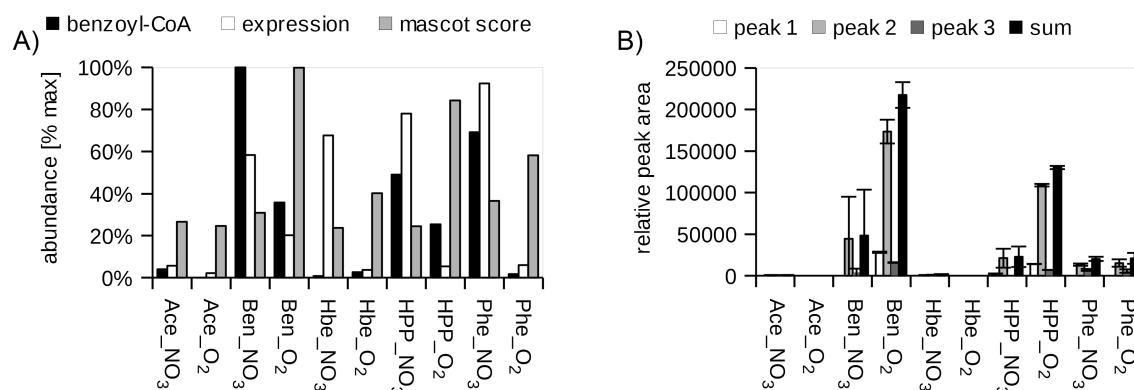 A)
benzoyl-CoA expression mascot score
abundance [% max]
100%
80%
60%
40%
20%
0%
Ace_NO3
Ace_O2
Ben_NO3
Ben_O2
Hbe_NO3
Hbe_O2
HPP_NO3
HPP_O2
Phe_NO3
Phe_O2
B)
peak 1 peak 2 peak 3 sum
relative peak area
250000
200000
150000
100000
50000
0
Ace_NO3
Ace_O2
Ben_NO3
Ben_O2
Hbe_NO3
Hbe_O2
HPP_NO3
HPP_O2
Phe_NO3
Phe_O2